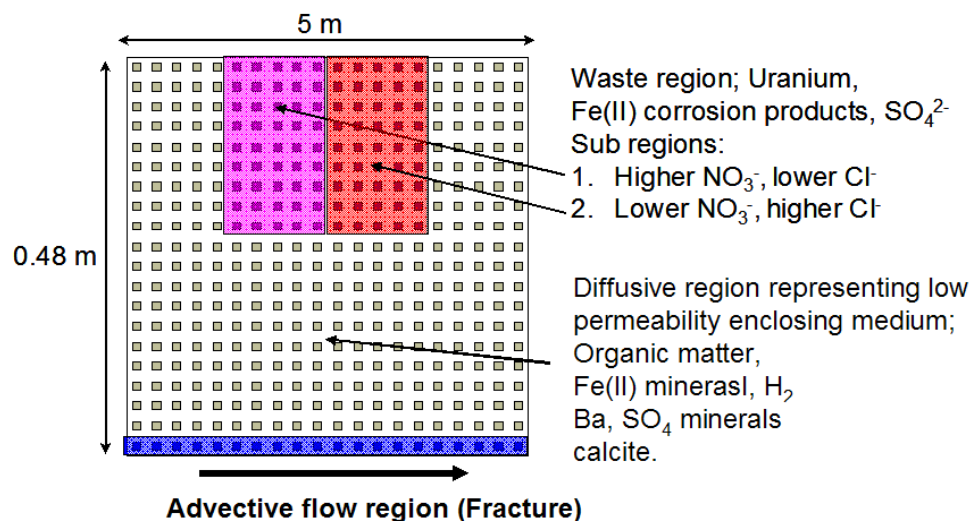 5 m
0.48 m
Waste region; Uranium,
Fe(II) corrosion products, SO₄²⁻
Sub regions:
1. Higher NO₃⁻, lower Cl⁻
2. Lower NO₃⁻, higher Cl⁻
Diffusive region representing low
permeability enclosing medium;
Organic matter,
Fe(II) minerasl, H₂
Ba, SO₄ minerals
calcite.
Advective flow region (Fracture)